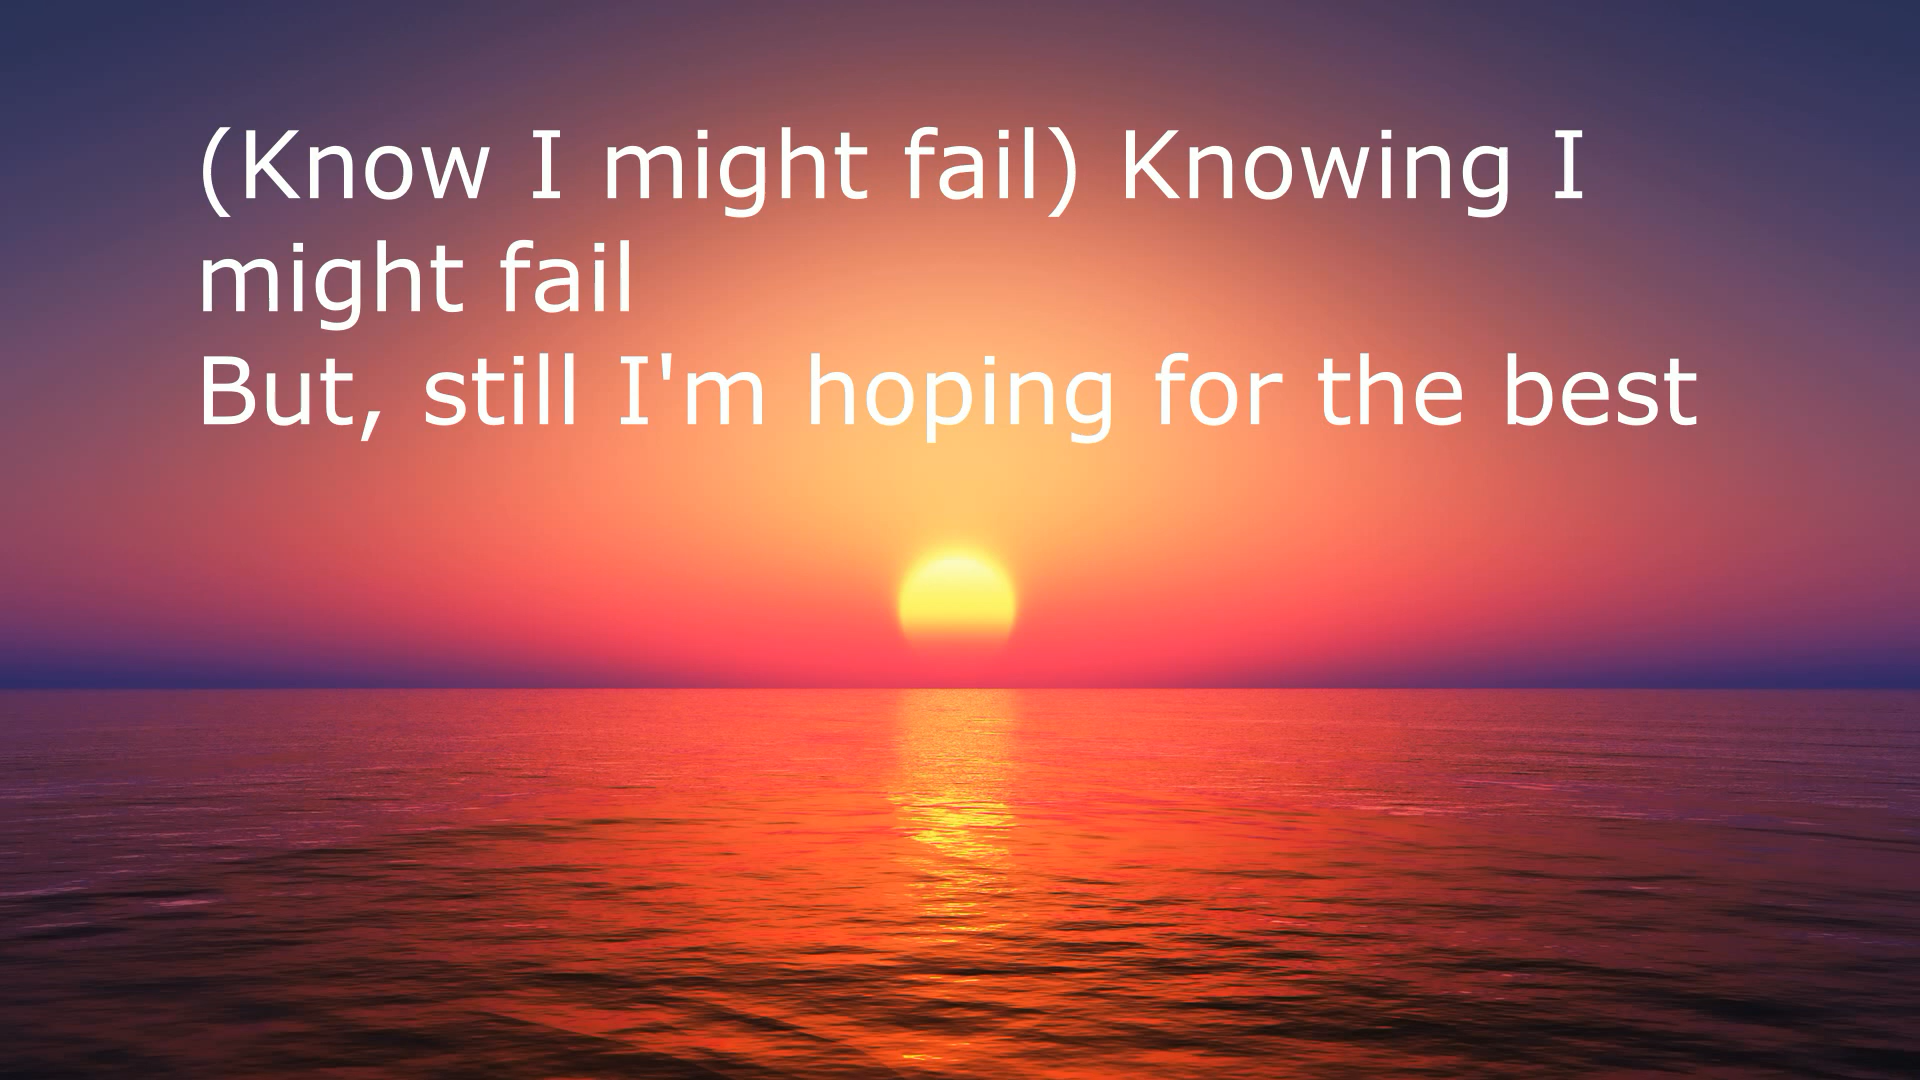 (Know I might fail) Knowing I
might fail
But, still I'm hoping for the best